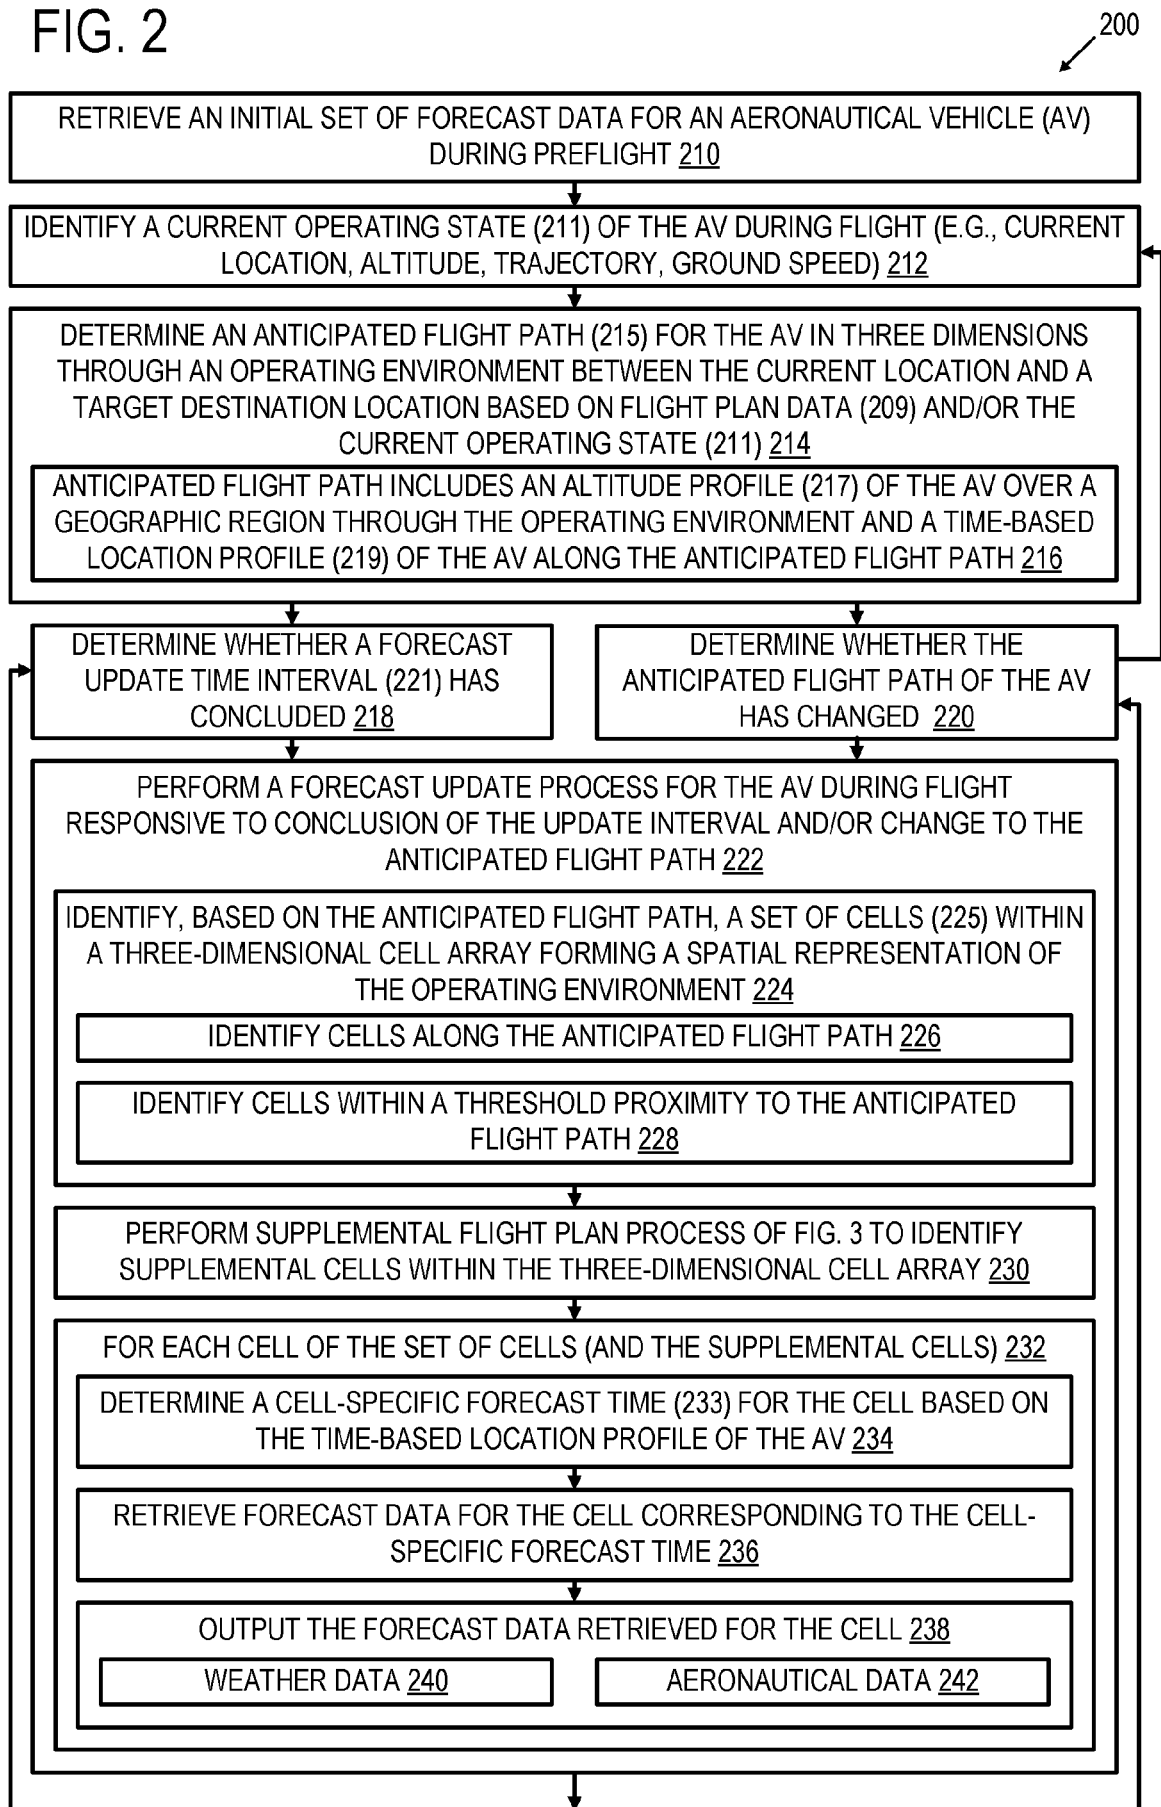 FIG. 2
200
RETRIEVE AN INITIAL SET OF FORECAST DATA FOR AN AERONAUTICAL VEHICLE (AV)
DURING PREFLIGHT 210
IDENTIFY A CURRENT OPERATING STATE (211) OF THE AV DURING FLIGHT (E.G., CURRENT
LOCATION, ALTITUDE, TRAJECTORY, GROUND SPEED) 212
DETERMINE AN ANTICIPATED FLIGHT PATH (215) FOR THE AV IN THREE DIMENSIONS
THROUGH AN OPERATING ENVIRONMENT BETWEEN THE CURRENT LOCATION AND A
TARGET DESTINATION LOCATION BASED ON FLIGHT PLAN DATA (209) AND/OR THE
CURRENT OPERATING STATE (211) 214
ANTICIPATED FLIGHT PATH INCLUDES AN ALTITUDE PROFILE (217) OF THE AV OVER A
GEOGRAPHIC REGION THROUGH THE OPERATING ENVIRONMENT AND A TIME-BASED
LOCATION PROFILE (219) OF THE AV ALONG THE ANTICIPATED FLIGHT PATH 216
DETERMINE WHETHER A FORECAST
UPDATE TIME INTERVAL (221) HAS
CONCLUDED 218
DETERMINE WHETHER THE
ANTICIPATED FLIGHT PATH OF THE AV
HAS CHANGED 220
PERFORM A FORECAST UPDATE PROCESS FOR THE AV DURING FLIGHT
RESPONSIVE TO CONCLUSION OF THE UPDATE INTERVAL AND/OR CHANGE TO THE
ANTICIPATED FLIGHT PATH 222
IDENTIFY, BASED ON THE ANTICIPATED FLIGHT PATH, A SET OF CELLS (225) WITHIN
A THREE-DIMENSIONAL CELL ARRAY FORMING A SPATIAL REPRESENTATION OF
THE OPERATING ENVIRONMENT 224
IDENTIFY CELLS ALONG THE ANTICIPATED FLIGHT PATH 226
IDENTIFY CELLS WITHIN A THRESHOLD PROXIMITY TO THE ANTICIPATED
FLIGHT PATH 228
PERFORM SUPPLEMENTAL FLIGHT PLAN PROCESS OF FIG. 3 TO IDENTIFY
SUPPLEMENTAL CELLS WITHIN THE THREE-DIMENSIONAL CELL ARRAY 230
FOR EACH CELL OF THE SET OF CELLS (AND THE SUPPLEMENTAL CELLS) 232
DETERMINE A CELL-SPECIFIC FORECAST TIME (233) FOR THE CELL BASED ON
THE TIME-BASED LOCATION PROFILE OF THE AV 234
RETRIEVE FORECAST DATA FOR THE CELL CORRESPONDING TO THE CELL-
SPECIFIC FORECAST TIME 236
OUTPUT THE FORECAST DATA RETRIEVED FOR THE CELL 238
WEATHER DATA 240
AERONAUTICAL DATA 242